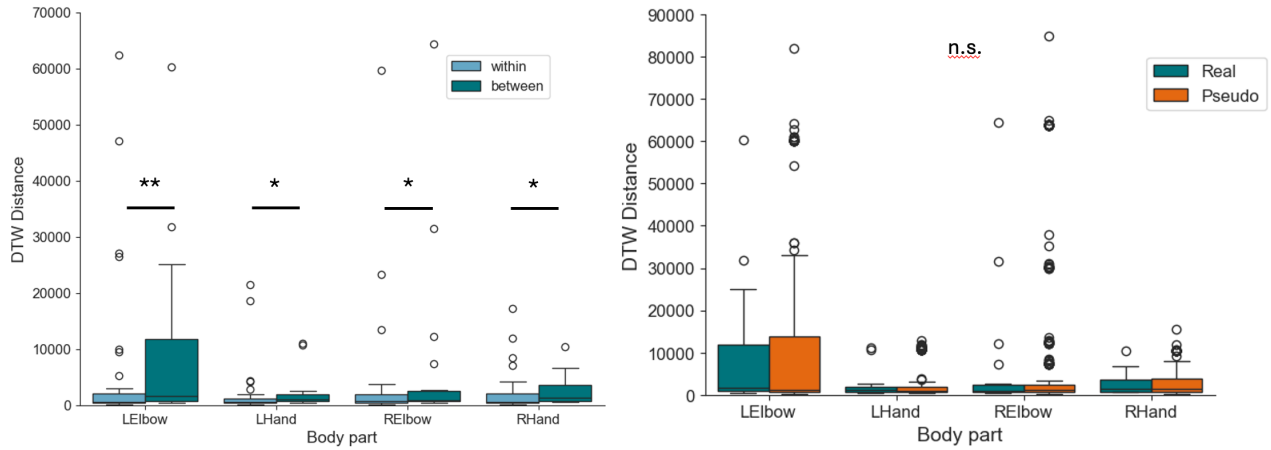 70000
60000
50000
40000
30000
20000
10000
0
DTW Distance
within
between
**
*
*
*
LElbow
LHand
RElbow
RHand
Body part
90000
80000
70000
60000
50000
40000
30000
20000
10000
0
DTW Distance
n.s.
Real
Pseudo
LElbow
LHand
RElbow
RHand
Body part